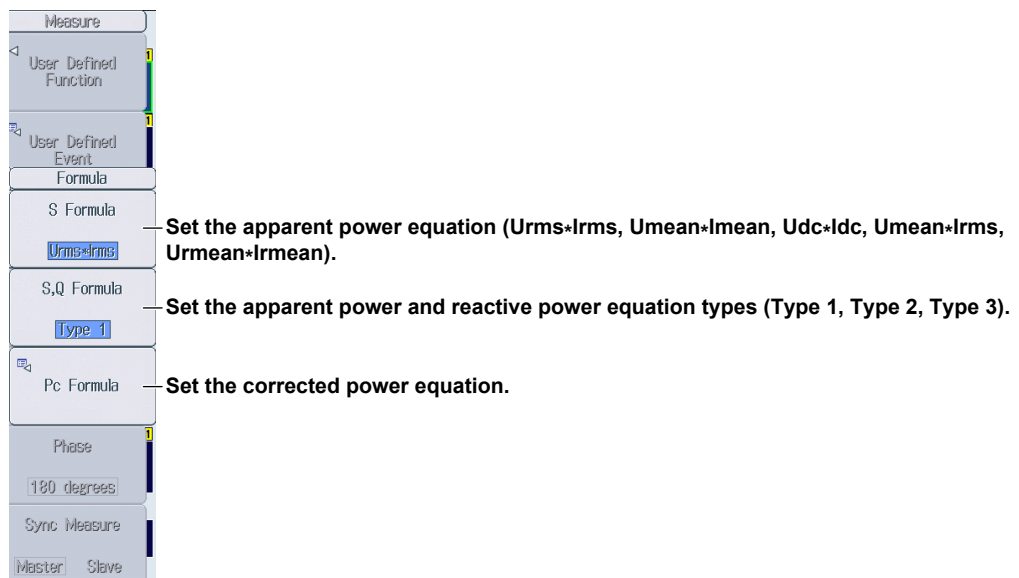 Measure
User Defined
Function
1
User Defined
Event
1
Formula
S Formula
Urms*Irms
Set the apparent power equation (Urms*Irms, Umean*Imean, Udc*Idc, Umean*Irms,
Urmean*Irmean).
S,Q Formula
Type 1
Set the apparent power and reactive power equation types (Type 1, Type 2, Type 3).
Pc Formula
Set the corrected power equation.
Phase
1
180 degrees
Sync Measure
Master Slave